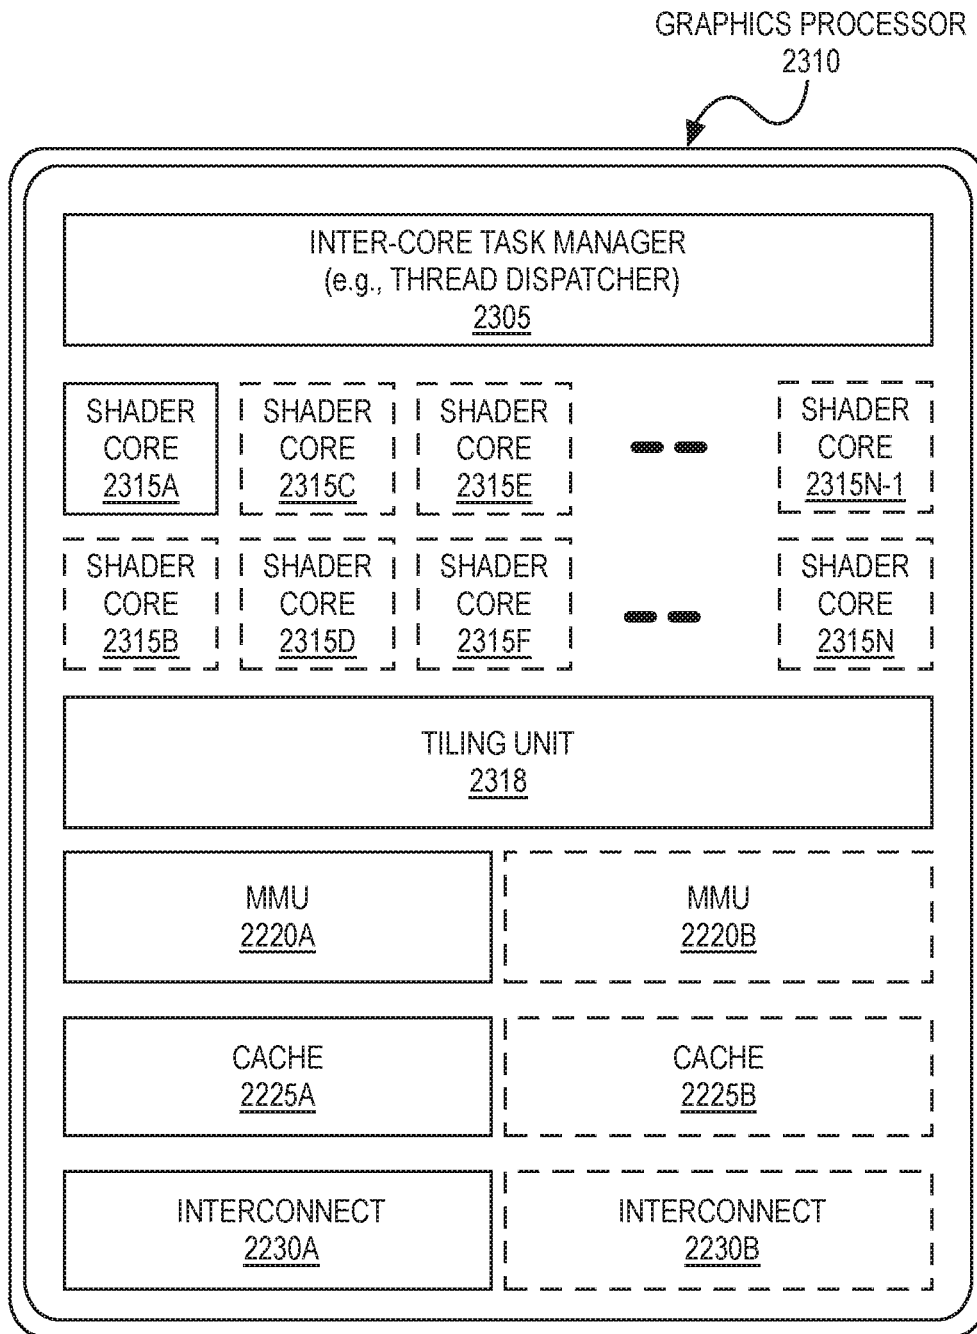 GRAPHICS PROCESSOR
2310
INTER-CORE TASK MANAGER
(e.g., THREAD DISPATCHER)
2305
SHADER
CORE
2315A
SHADER
CORE
2315C
SHADER
CORE
2315E
SHADER
CORE
2315N-1
SHADER
CORE
2315B
SHADER
CORE
2315D
SHADER
CORE
2315F
SHADER
CORE
2315N
TILING UNIT
2318
MMU
2220A
MMU
2220B
CACHE
2225A
CACHE
2225B
INTERCONNECT
2230A
INTERCONNECT
2230B